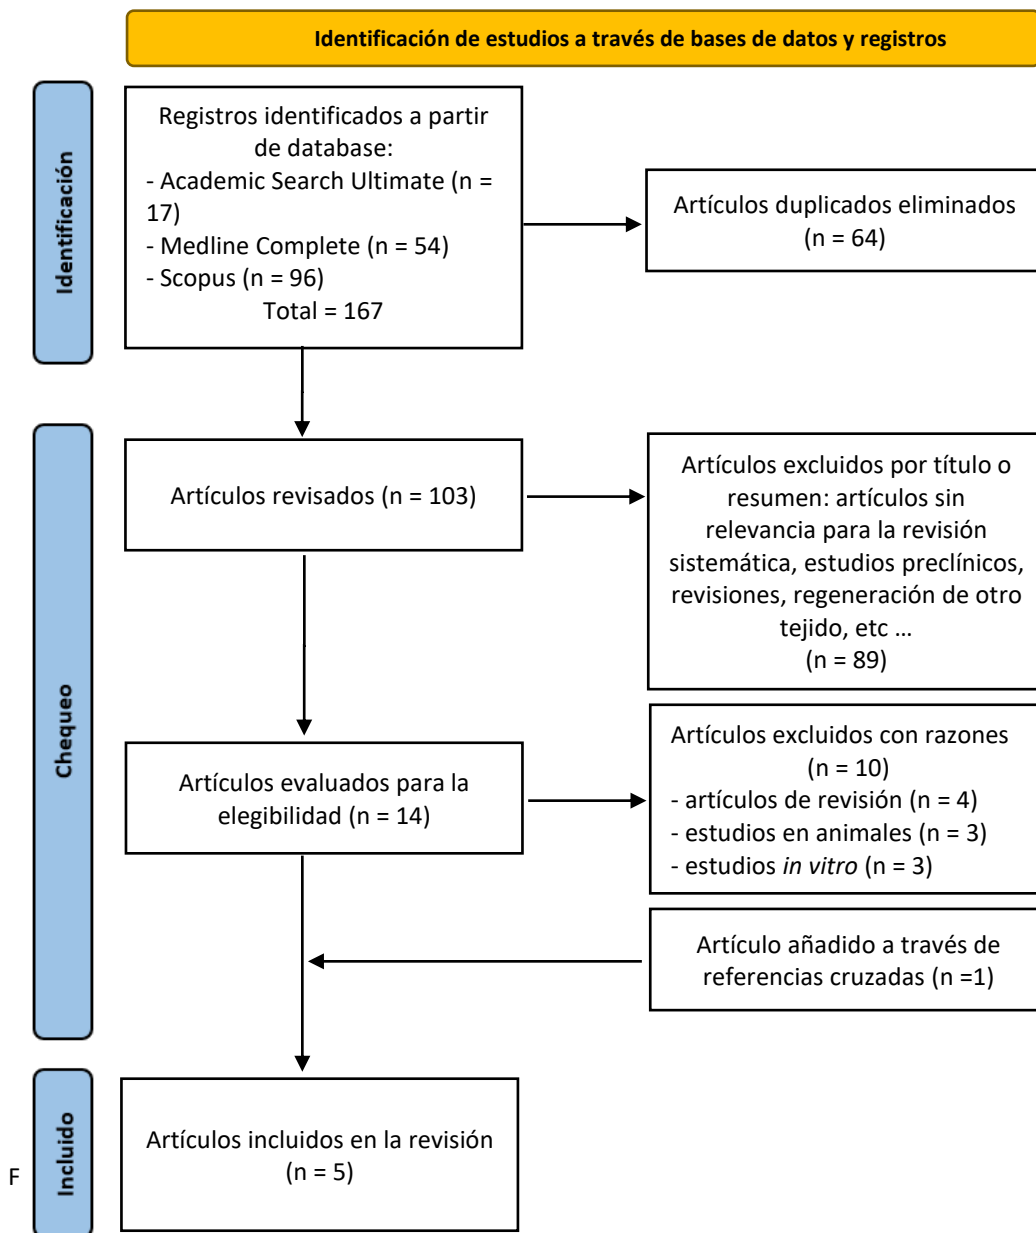 Identificación de estudios a través de bases de datos y registros
Identificación
Registros identificados a partir
de database:
- Academic Search Ultimate (n =
17)
- Medline Complete (n = 54)
- Scopus (n = 96)
Total = 167
Artículos duplicados eliminados
(n = 64)
Chequeo
Artículos revisados (n = 103)
Artículos excluidos por título o
resumen: artículos sin
relevancia para la revisión
sistemática, estudios preclínicos,
revisiones, regeneración de otro
tejido, etc ...
(n = 89)
Artículos evaluados para la
elegibilidad (n = 14)
Artículos excluidos con razones
(n = 10)
- artículos de revisión (n = 4)
- estudios en animales (n = 3)
- estudios in vitro (n = 3)
Artículo añadido a través de
referencias cruzadas (n =1)
Incluido
Artículos incluidos en la revisión
(n = 5)
F